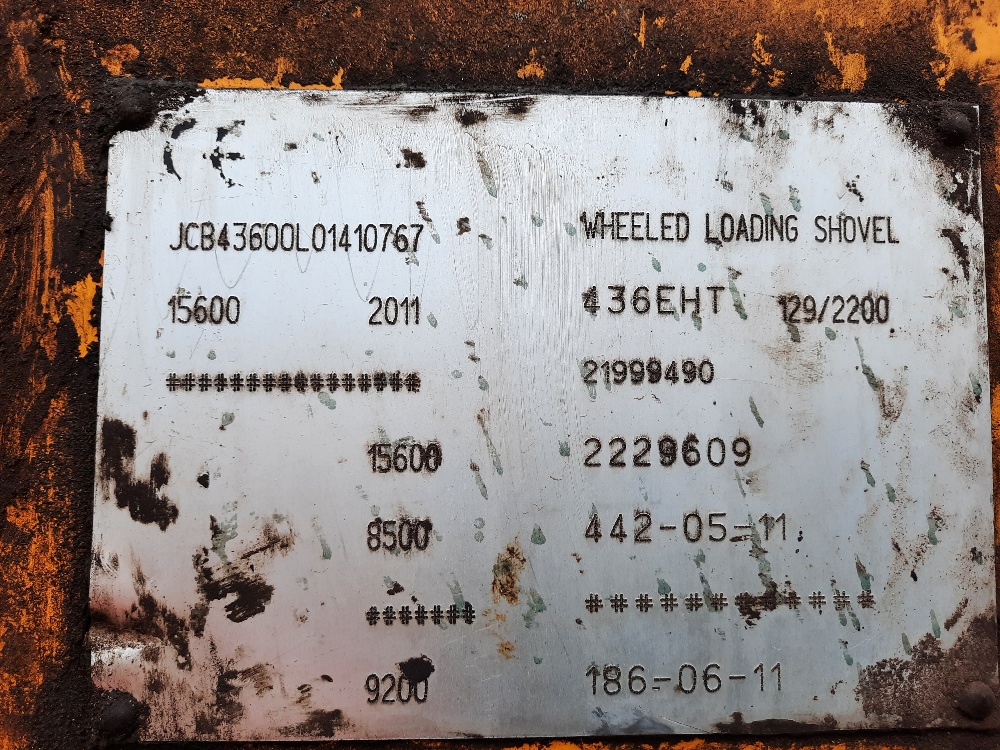 CE
JCB43600L01410767 WHEELED LOADING SHOVEL
15600 2011 436EHT 129/2200
################ 21999490
15600 2229609
8500 442-05-11
####### ############
9200 186-06-11